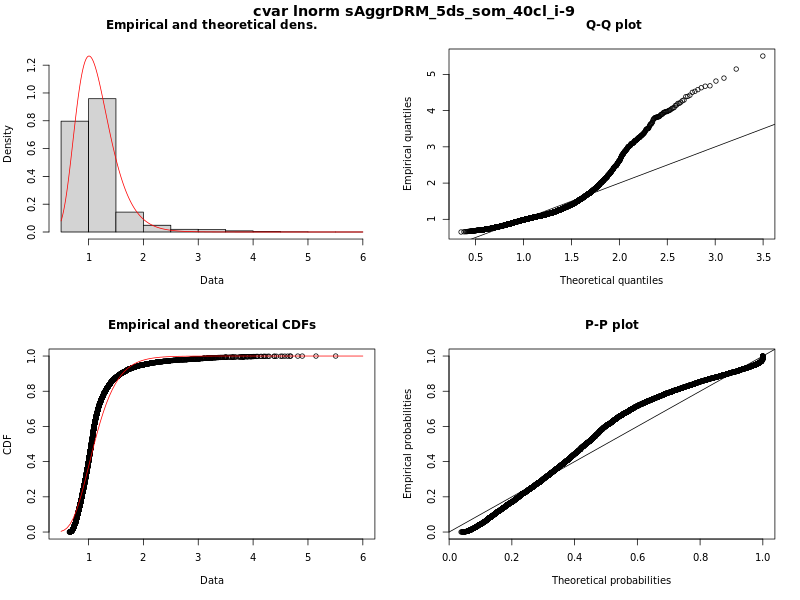 cvar lnorm sAggrDRM_5ds_som_40cl_i-9
Empirical and theoretical dens.
Density
0.0 0.2 0.4 0.6 0.8 1.0 1.2
1 2 3 4 5 6
Data
Q-Q plot
Empirical quantiles
1 2 3 4 5
0.5 1.0 1.5 2.0 2.5 3.0 3.5
Theoretical quantiles
Empirical and theoretical CDFs
CDF
0.0 0.2 0.4 0.6 0.8 1.0
1 2 3 4 5 6
Data
P-P plot
Empirical probabilities
0.0 0.2 0.4 0.6 0.8 1.0
0.0 0.2 0.4 0.6 0.8 1.0
Theoretical probabilities